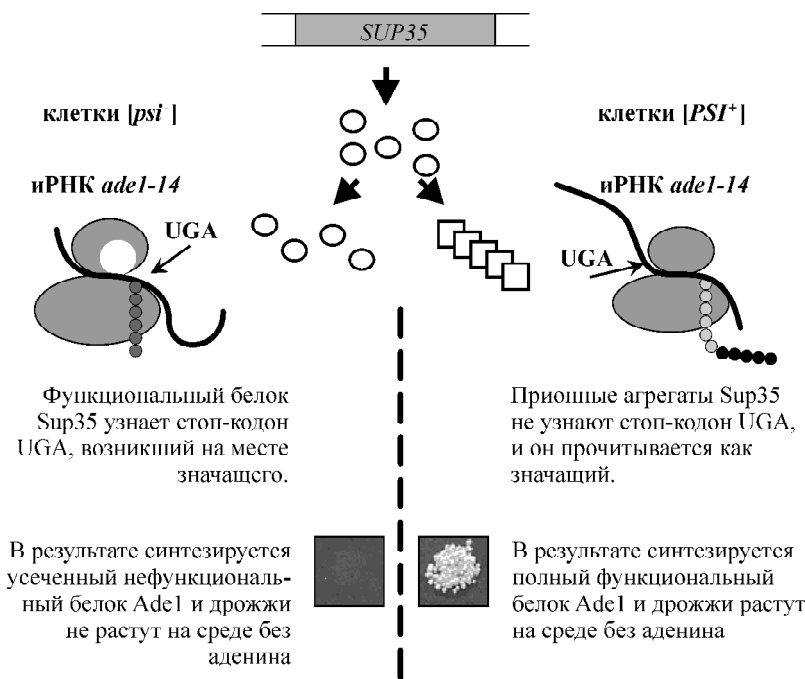 SUP35
клетки [psi-]
клетки [PSI+]
иРНК ade1-14
иРНК ade1-14
UGA
UGA
Функциональный белок
Sup35 узнает стоп-кодон
UGA, возникший на месте
значащего.
Прионные агрегаты Sup35
не узнают стоп-кодон UGA,
и он прочитывается как
значащий.
В результате синтезируется
усеченный нефункциональ-
ный белок Ade1 и дрожжи
не растут на среде без
аденина
В результате синтезируется
полный функциональный
белок Ade1 и дрожжи растут
на среде без аденина